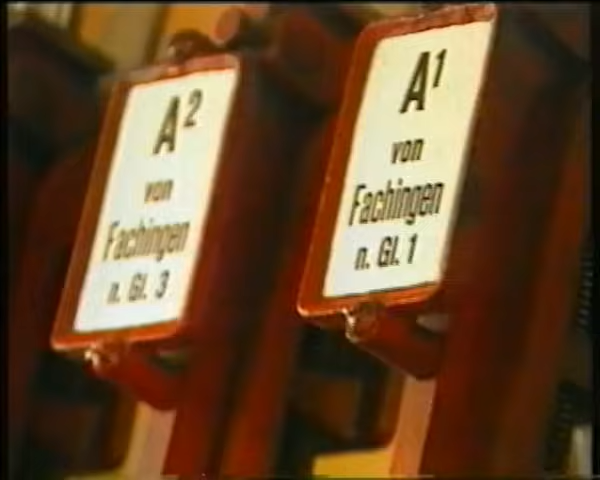 A²
von
Fachingen
n. Gl. 3
A¹
von
Fachingen
n. Gl. 1